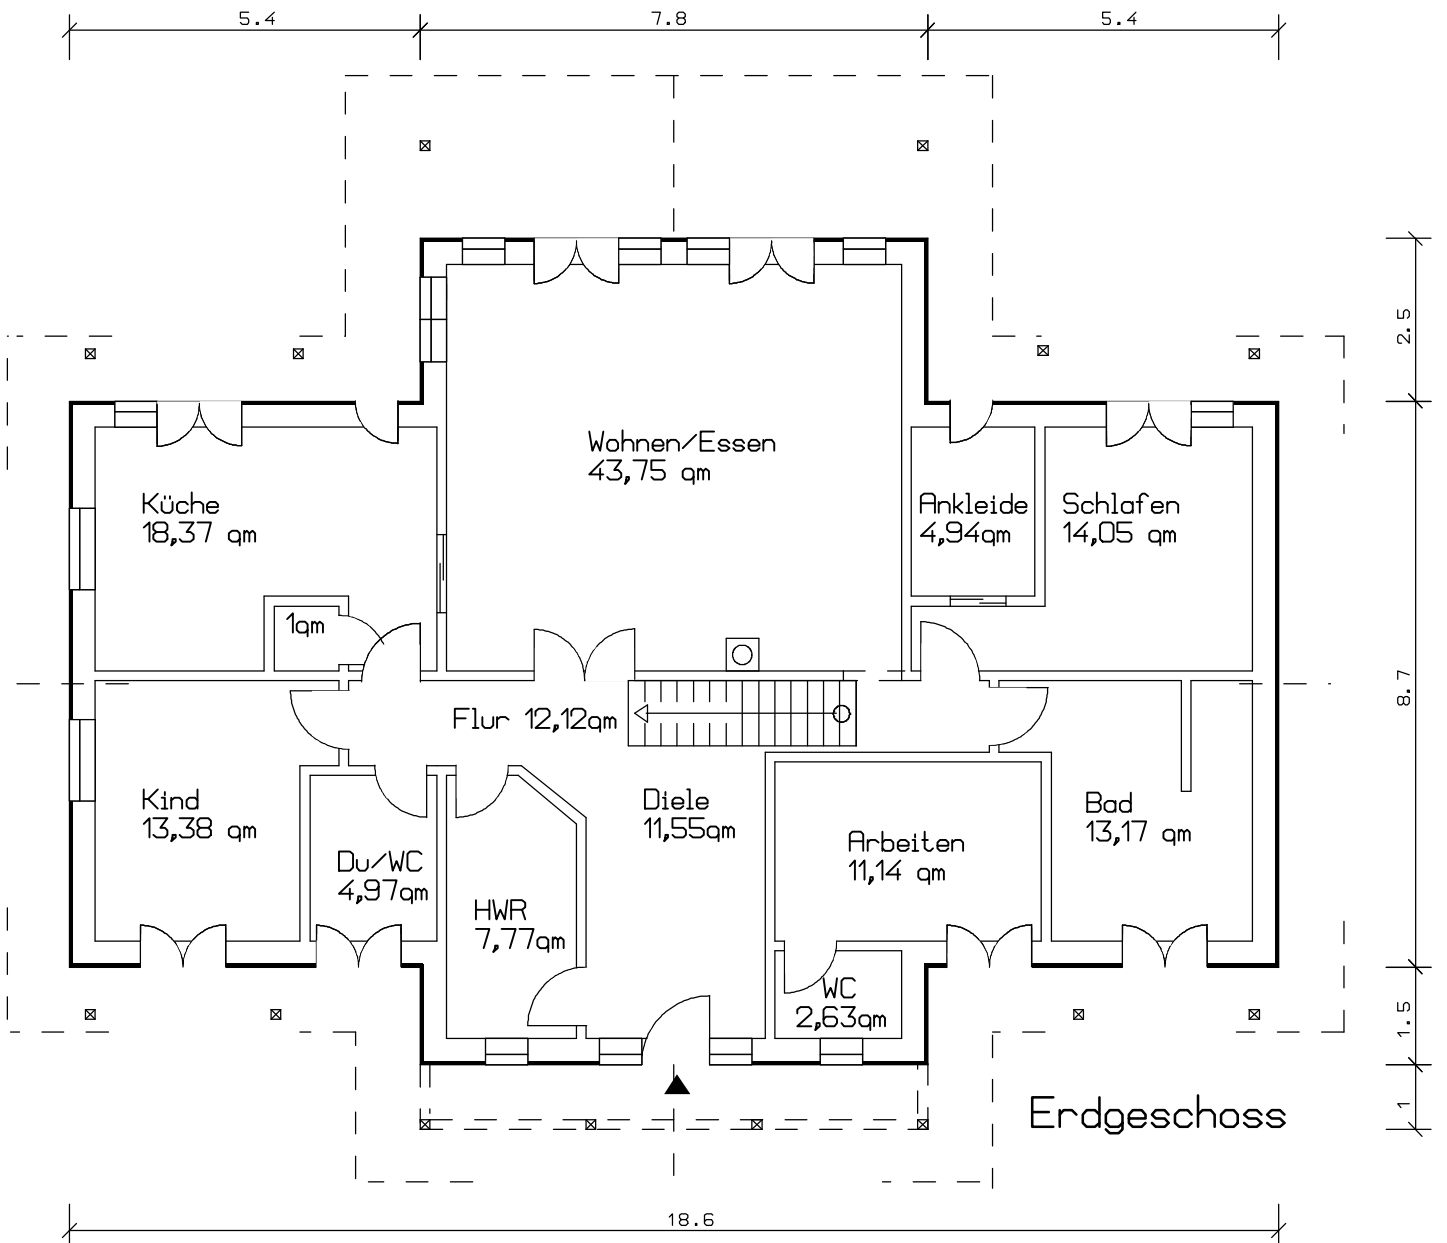 5.4
7.8
5.4
2.5
Wohnen/Essen
43,75 qm
Küche
18,37 qm
Ankleide
4,94qm
Schlafen
14,05 qm
1qm
8.7
Flur 12,12qm
Kind
13,38 qm
Diele
11,55qm
Bad
13,17 qm
Arbeiten
11,14 qm
Du/WC
4,97qm
HWR
7,77qm
WC
2,63qm
1.5
1
Erdgeschoss
18.6